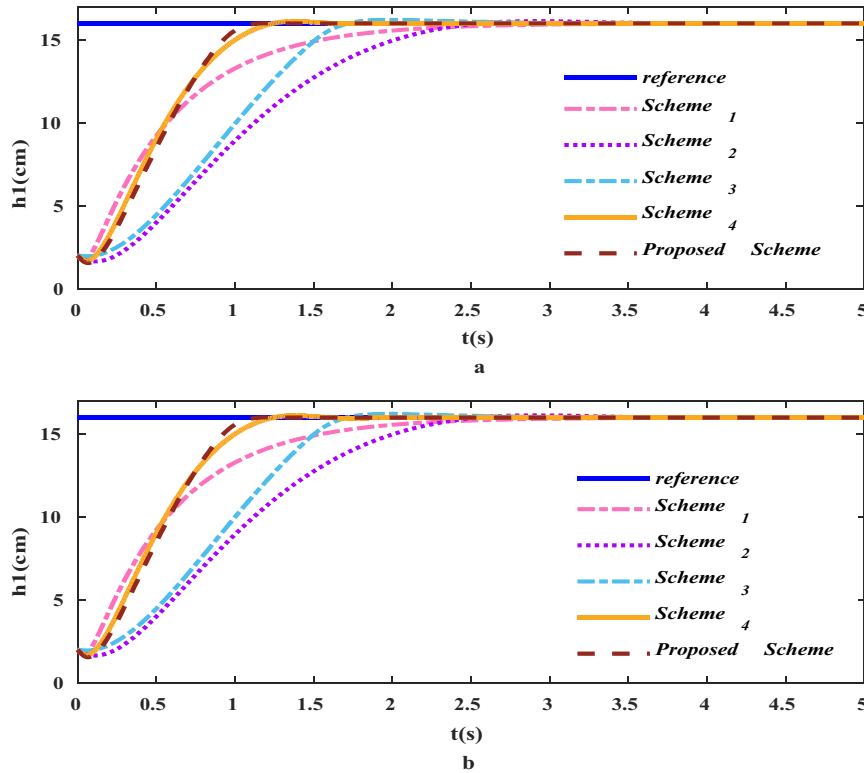 15
10
5
0
h1(cm)
reference
Scheme 1
Scheme 2
Scheme 3
Scheme 4
Proposed Scheme
0 0.5 1 1.5 2 2.5 3 3.5 4 4.5 5
t(s)
a
15
10
5
0
h1(cm)
reference
Scheme 1
Scheme 2
Scheme 3
Scheme 4
Proposed Scheme
0 0.5 1 1.5 2 2.5 3 3.5 4 4.5 5
t(s)
b